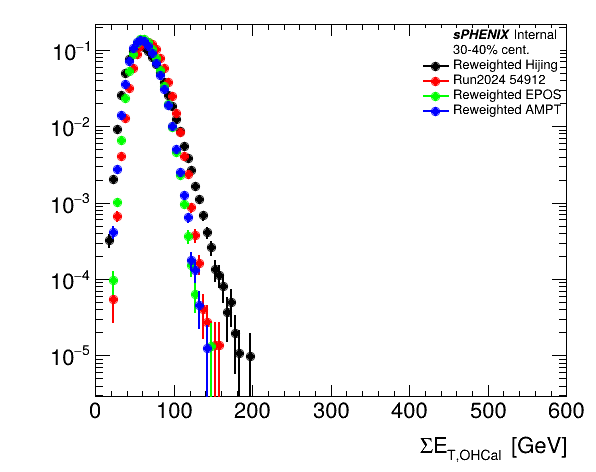 sPHENIX Internal
30-40% cent.
Reweighted Hijing
Run2024 54912
Reweighted EPOS
Reweighted AMPT
10⁻¹
10⁻²
10⁻³
10⁻⁴
10⁻⁵
0 100 200 300 400 500 600
ΣE_T,OHCal [GeV]